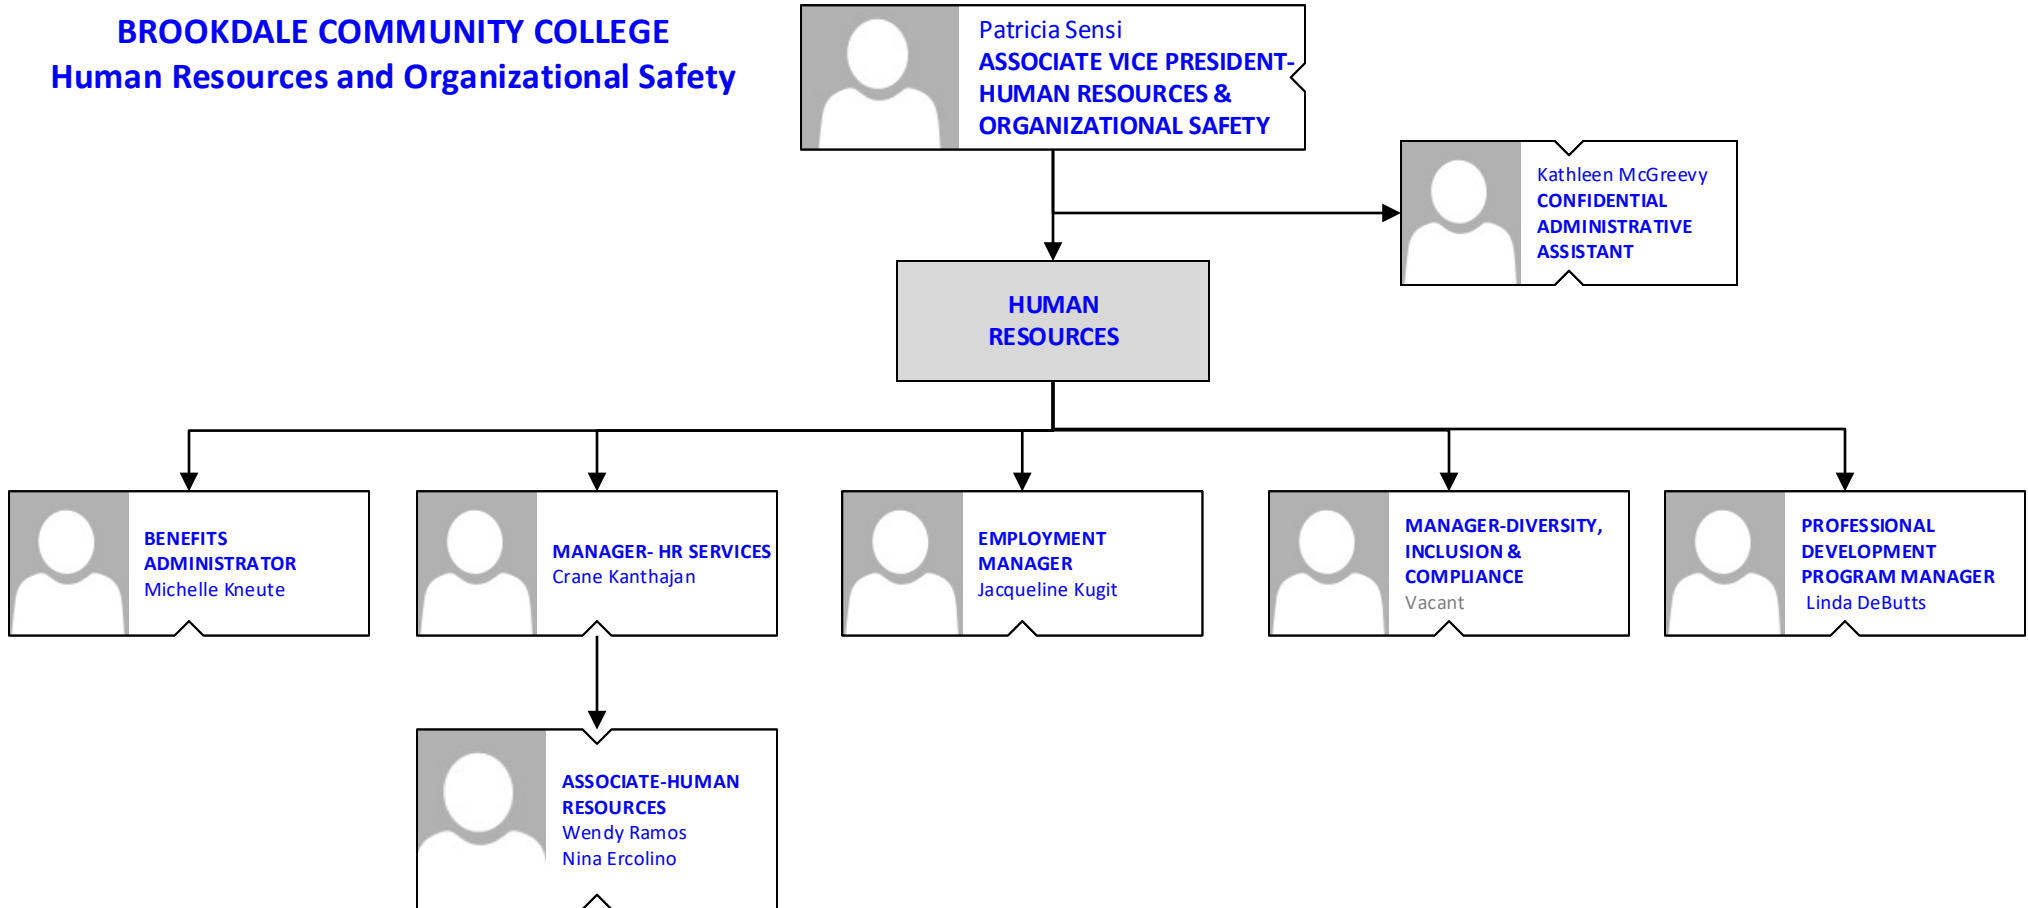 BROOKDALE COMMUNITY COLLEGE
Human Resources and Organizational Safety
Patricia Sensi
ASSOCIATE VICE PRESIDENT-
HUMAN RESOURCES &
ORGANIZATIONAL SAFETY
Kathleen McGreevy
CONFIDENTIAL
ADMINISTRATIVE
ASSISTANT
HUMAN
RESOURCES
BENEFITS
ADMINISTRATOR
Michelle Kneute
MANAGER- HR SERVICES
Crane Kanthajan
EMPLOYMENT
MANAGER
Jacqueline Kugit
MANAGER-DIVERSITY,
INCLUSION &
COMPLIANCE
Vacant
PROFESSIONAL
DEVELOPMENT
PROGRAM MANAGER
Linda DeButts
ASSOCIATE-HUMAN
RESOURCES
Wendy Ramos
Nina Ercolino